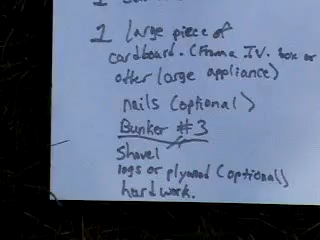 1 large piece of
cardboard. (From a T.V. box or
other large appliance)
nails (optional)
Bunker #3
Shovel
logs or plywood (optional)
hard work.